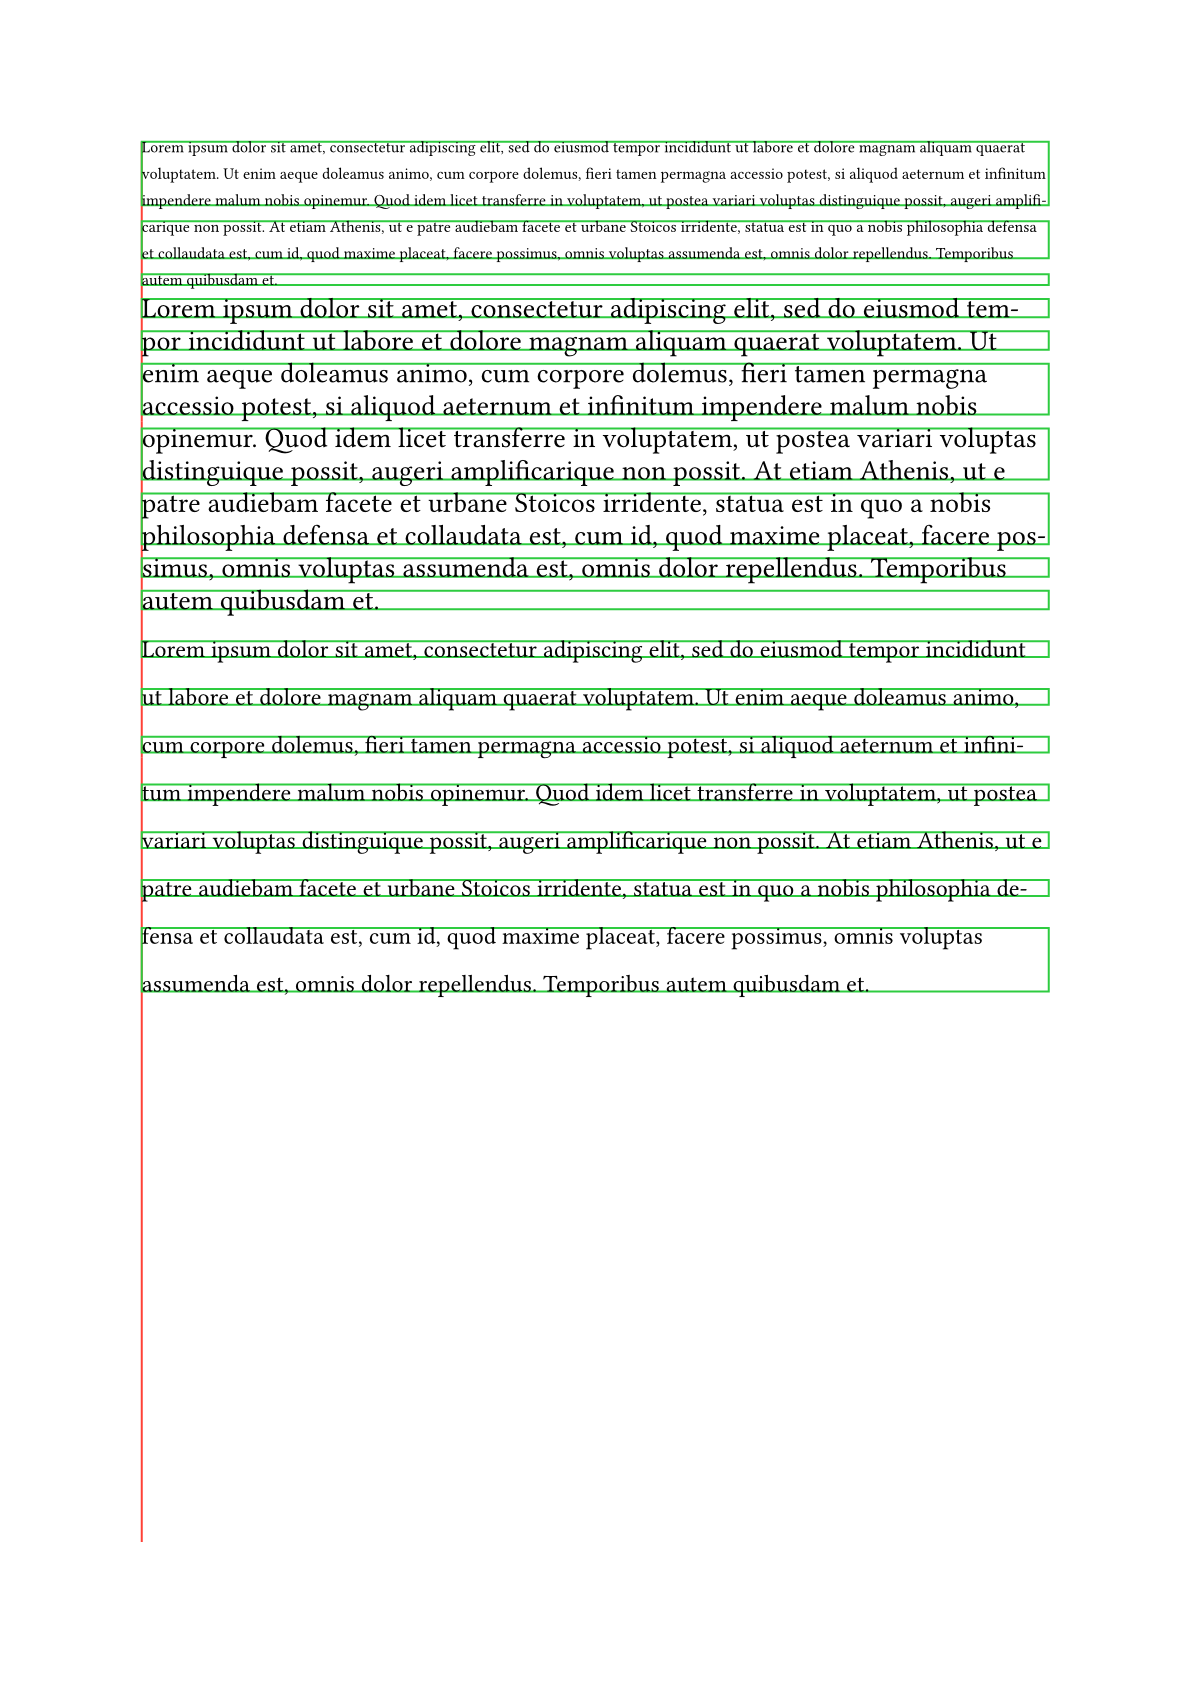 Lorem ipsum dolor sit amet, consectetur adipiscing elit, sed do eiusmod tempor incididunt ut labore et dolore magnam aliquam quaerat
voluptatem. Ut enim aeque doleamus animo, cum corpore dolemus, fieri tamen permagna accessio potest, si aliquod aeternum et infinitum
impendere malum nobis opinemur. Quod idem licet transferre in voluptatem, ut postea variari voluptas distinguique possit, augeri amplifi-
carique non possit. At etiam Athenis, ut e patre audiebam facete et urbane Stoicos irridente, statua est in quo a nobis philosophia defensa
et collaudata est, cum id, quod maxime placeat, facere possimus, omnis voluptas assumenda est, omnis dolor repellendus. Temporibus
autem quibusdam et.
Lorem ipsum dolor sit amet, consectetur adipiscing elit, sed do eiusmod tem-
por incididunt ut labore et dolore magnam aliquam quaerat voluptatem. Ut
enim aeque doleamus animo, cum corpore dolemus, fieri tamen permagna
accessio potest, si aliquod aeternum et infinitum impendere malum nobis
opinemur. Quod idem licet transferre in voluptatem, ut postea variari voluptas
distinguique possit, augeri amplificarique non possit. At etiam Athenis, ut e
patre audiebam facete et urbane Stoicos irridente, statua est in quo a nobis
philosophia defensa et collaudata est, cum id, quod maxime placeat, facere pos-
simus, omnis voluptas assumenda est, omnis dolor repellendus. Temporibus
autem quibusdam et.
Lorem ipsum dolor sit amet, consectetur adipiscing elit, sed do eiusmod tempor incididunt
ut labore et dolore magnam aliquam quaerat voluptatem. Ut enim aeque doleamus animo,
cum corpore dolemus, fieri tamen permagna accessio potest, si aliquod aeternum et infini-
tum impendere malum nobis opinemur. Quod idem licet transferre in voluptatem, ut postea
variari voluptas distinguique possit, augeri amplificarique non possit. At etiam Athenis, ut e
patre audiebam facete et urbane Stoicos irridente, statua est in quo a nobis philosophia de-
fensa et collaudata est, cum id, quod maxime placeat, facere possimus, omnis voluptas
assumenda est, omnis dolor repellendus. Temporibus autem quibusdam et.